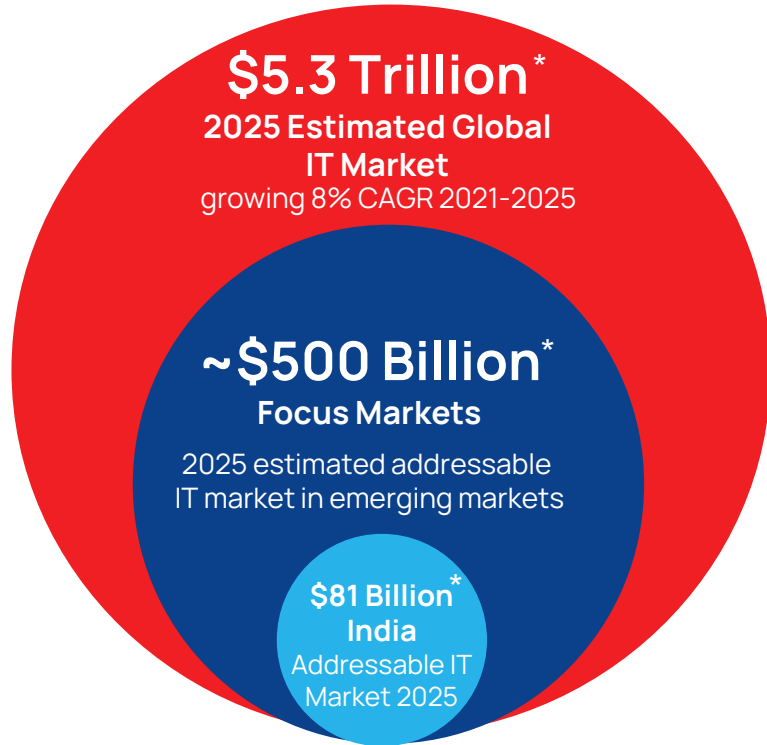 $5.3 Trillion*
2025 Estimated Global
IT Market
growing 8% CAGR 2021-2025
~$500 Billion*
Focus Markets
2025 estimated addressable
IT market in emerging markets
$81 Billion*
India
Addressable IT
Market 2025